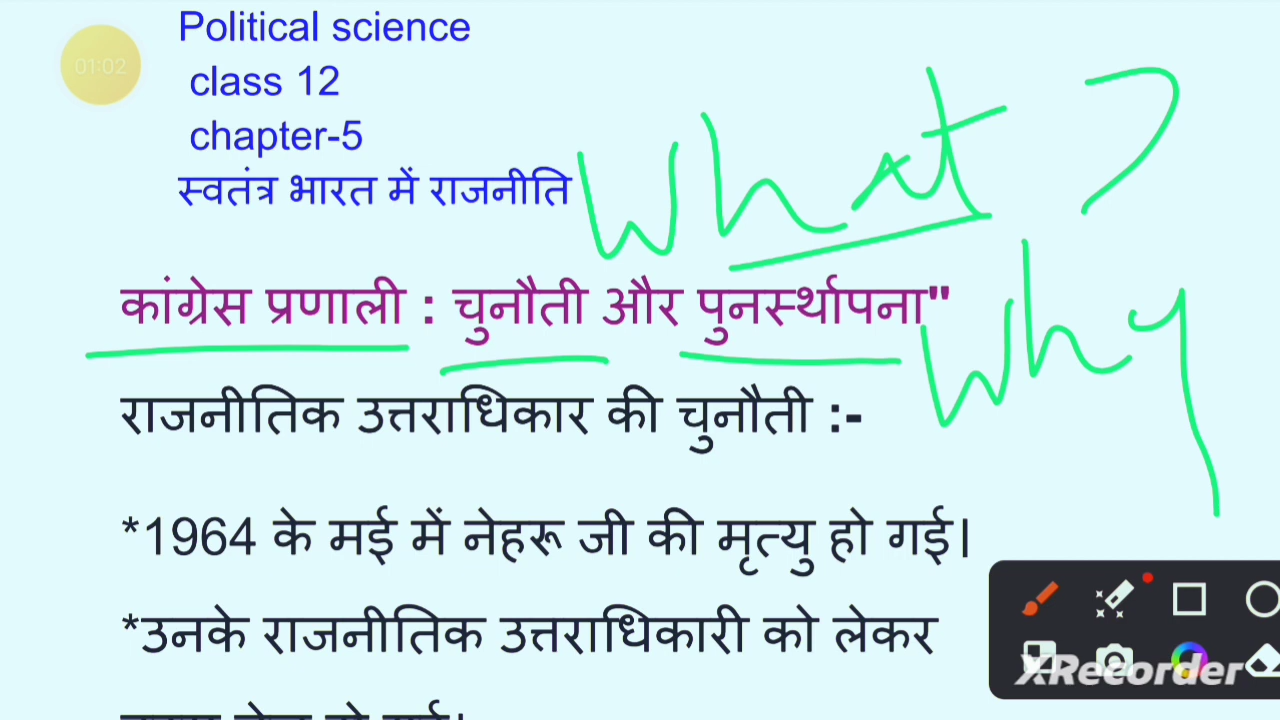 01:02
Political science
class 12
chapter-5
स्वतंत्र भारत में राजनीति
What ?
कांग्रेस प्रणाली : चुनौती और पुनर्स्थापना"
Why
राजनीतिक उत्तराधिकार की चुनौती :-
*1964 के मई में नेहरू जी की मृत्यु हो गई।
*उनके राजनीतिक उत्तराधिकारी को लेकर
XRecorder